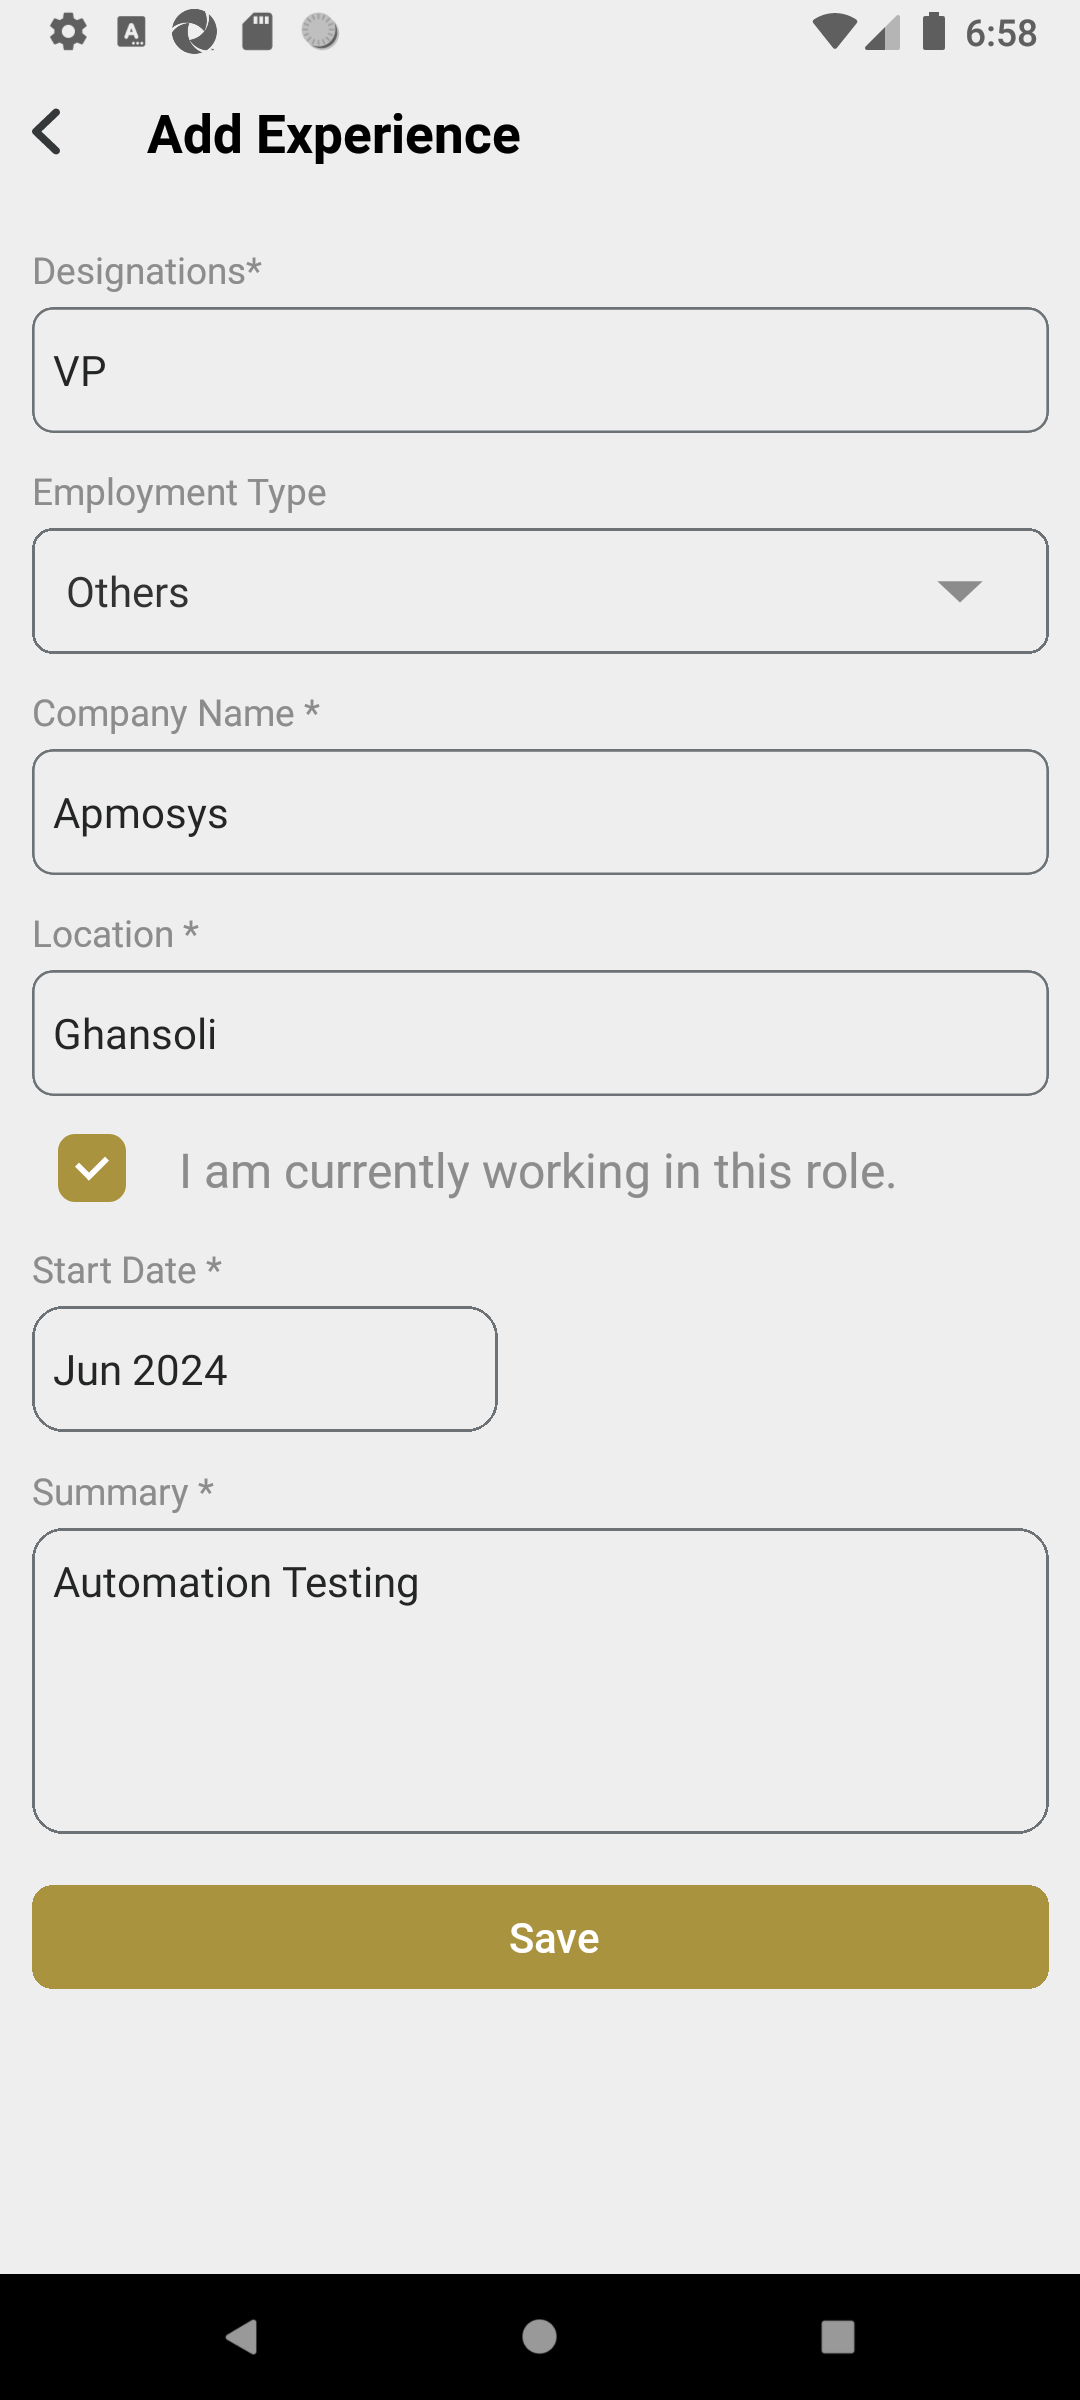 6:58
Add Experience
Designations*
VP
Employment Type
Others
Company Name *
Apmosys
Location *
Ghansoli
I am currently working in this role.
Start Date *
Jun 2024
Summary *
Automation Testing
Save